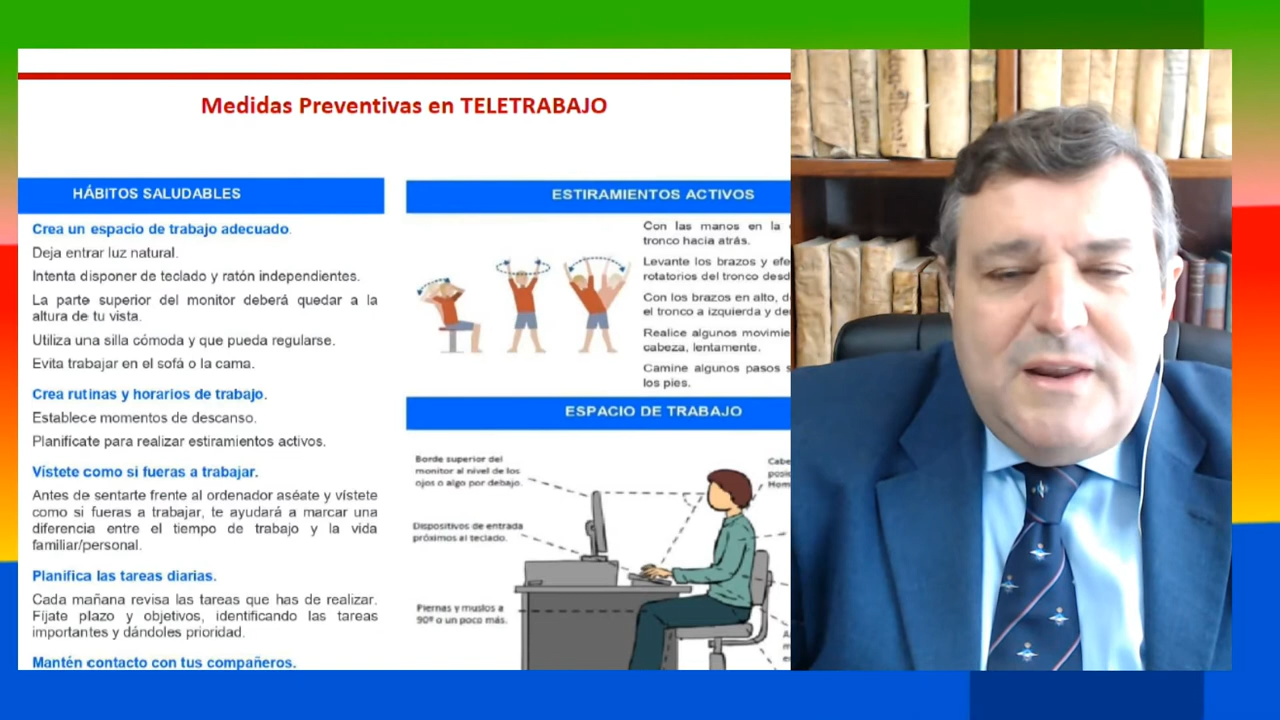 Medidas Preventivas en TELETRABAJO
HÁBITOS SALUDABLES
Crea un espacio de trabajo adecuado.
Deja entrar luz natural.
Intenta disponer de teclado y ratón independientes.
La parte superior del monitor deberá quedar a la
altura de tu vista.
Utiliza una silla cómoda y que pueda regularse.
Evita trabajar en el sofá o la cama.
Crea rutinas y horarios de trabajo.
Establece momentos de descanso.
Planifícate para realizar estiramientos activos.
Vístete como si fueras a trabajar.
Antes de sentarte frente al ordenador aséate y vístete
como si fueras a trabajar, te ayudará a marcar una
diferencia entre el tiempo de trabajo y la vida
familiar/personal.
Planifica las tareas diarias.
Cada mañana revisa las tareas que has de realizar.
Fíjate plazo y objetivos, identificando las tareas
importantes y dándoles prioridad.
Mantén contacto con tus compañeros.
ESTIRAMIENTOS ACTIVOS
Con las manos en la
tronco hacia atrás.
Levante los brazos y efe
rotatorios del tronco desd
Con los brazos en alto, d
el tronco a izquierda y de
Realice algunos movimie
cabeza, lentamente.
Camine algunos pasos s
los pies.
ESPACIO DE TRABAJO
Borde superior del
monitor al nivel de los
ojos o algo por debajo.
Dispositivos de entrada
próximos al teclado.
Piernas y muslos a
90º o un poco más.
Cabe
posi
Hom